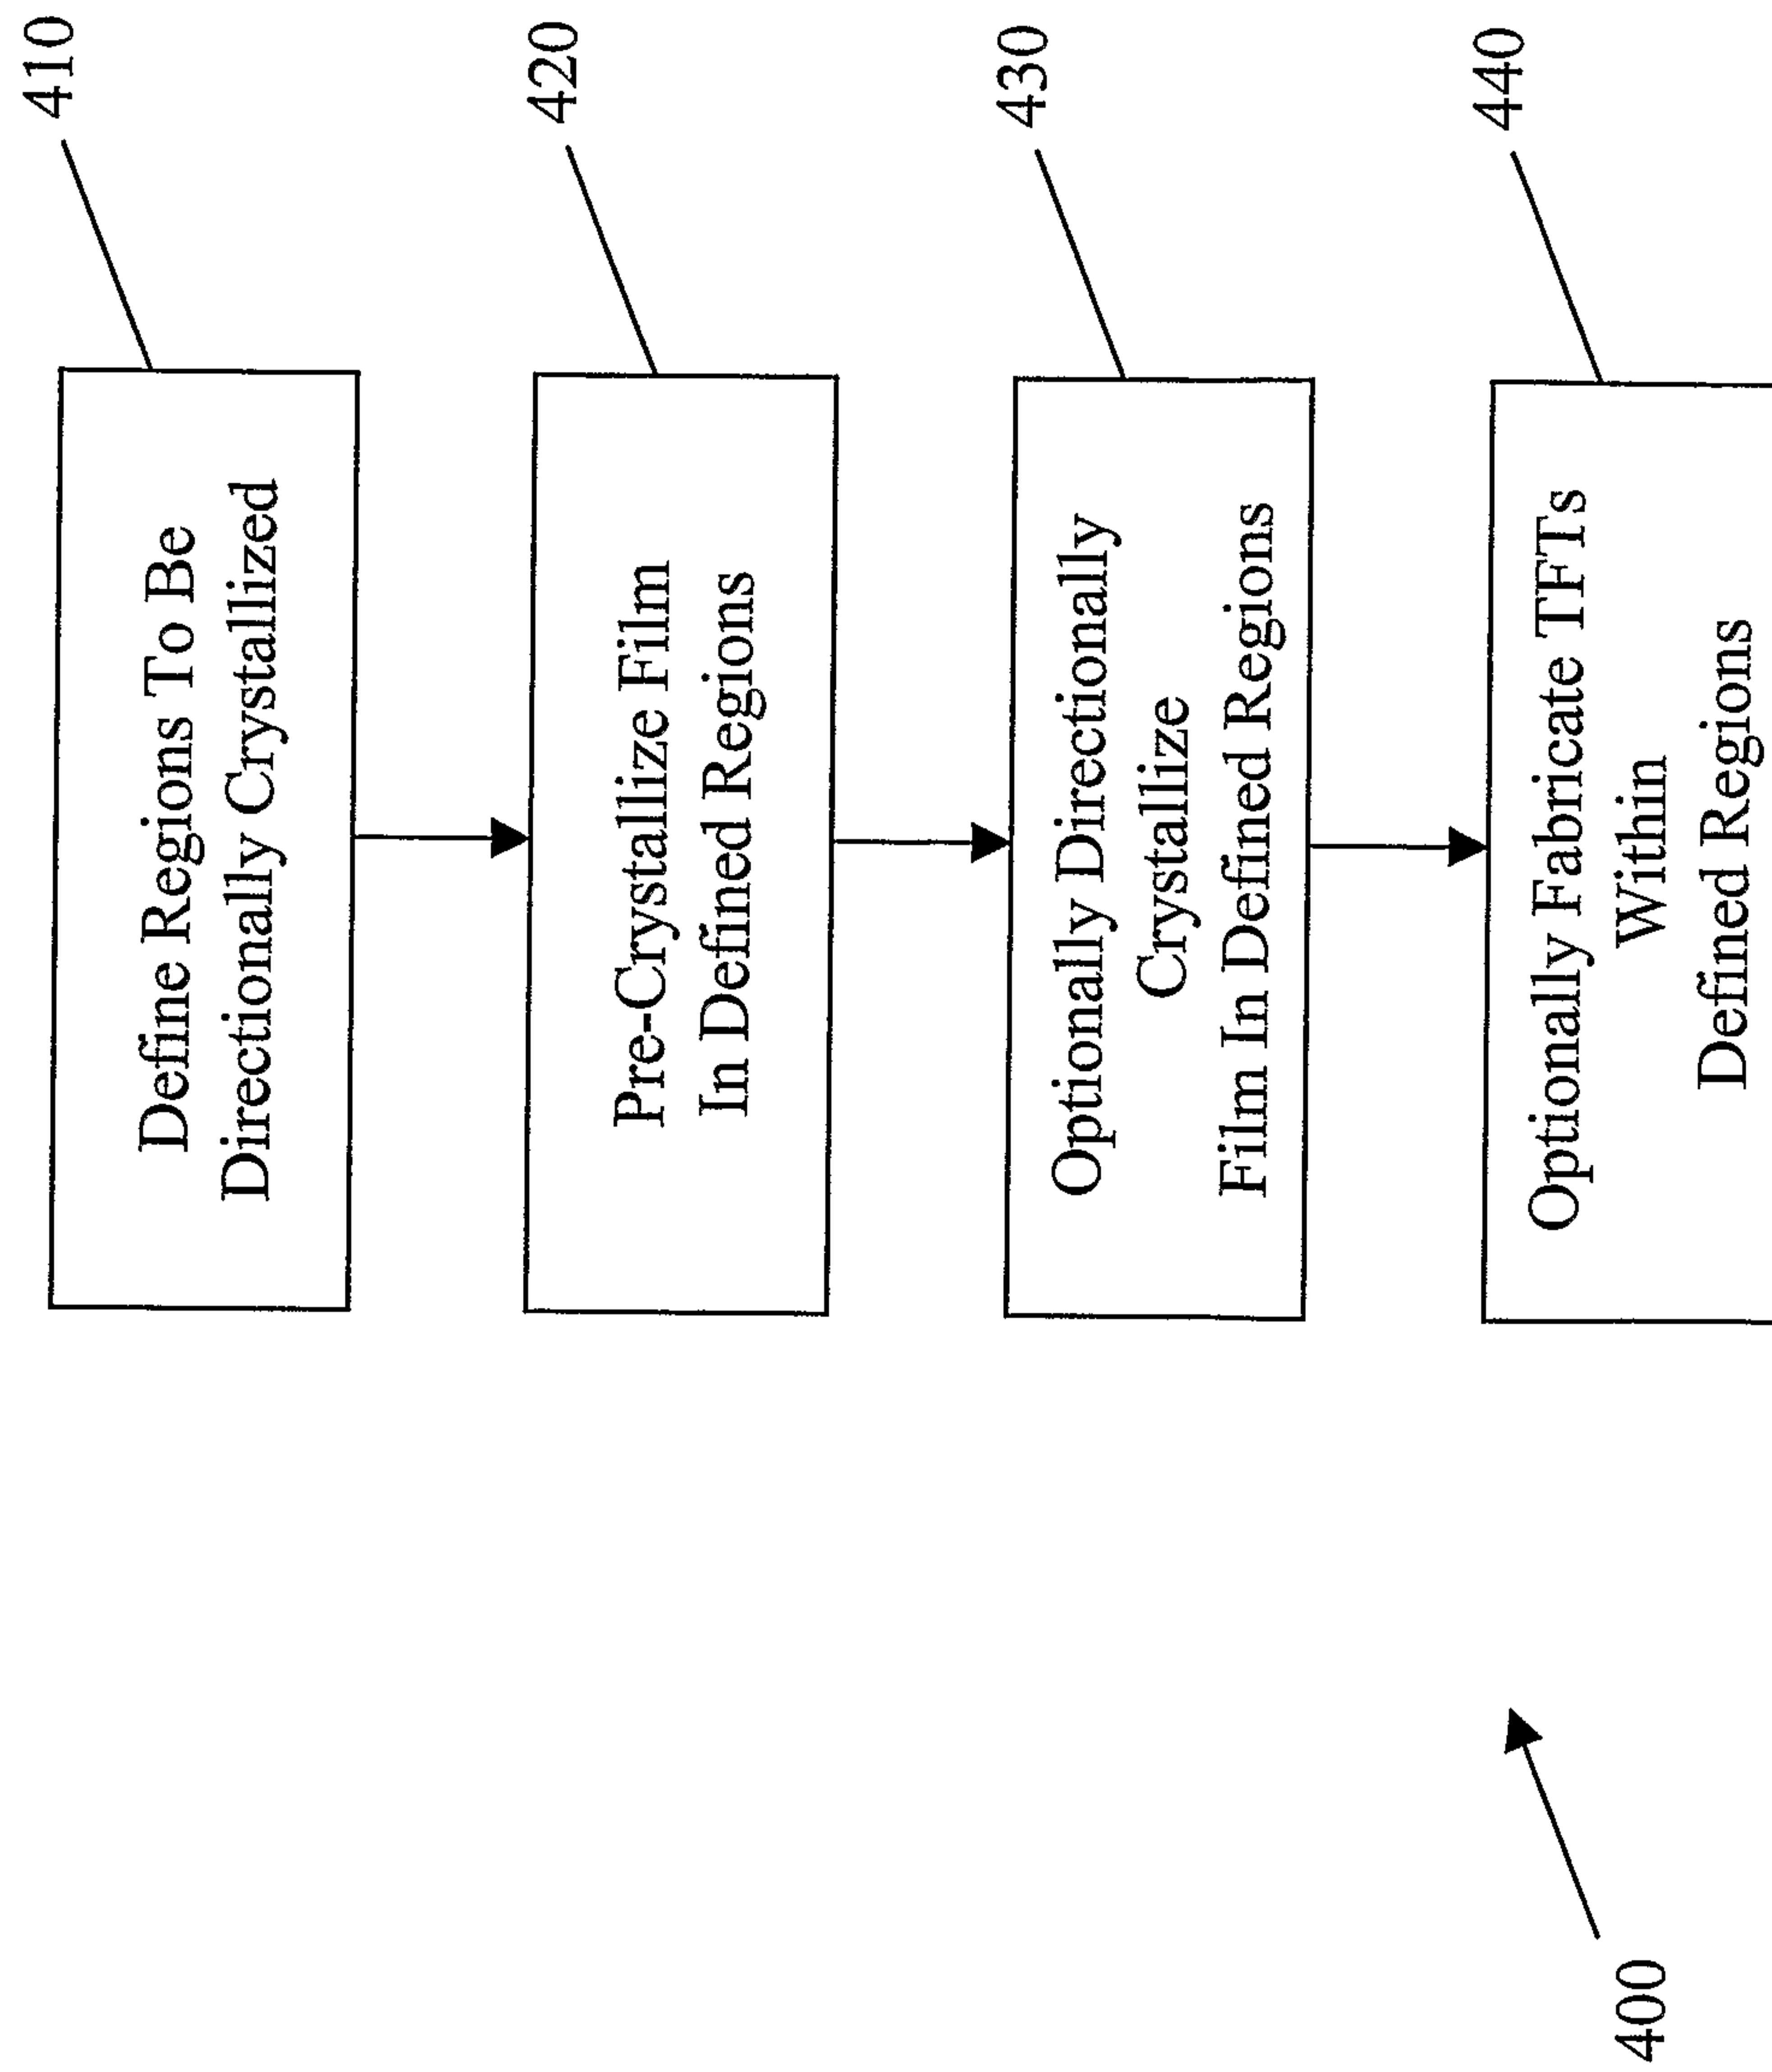 410
Define Regions To Be
Directionally Crystallized
420
Pre-Crystallize Film
In Defined Regions
430
Optionally Directionally
Crystallize
Film In Defined Regions
440
Optionally Fabricate TFTs
Within
Defined Regions
400